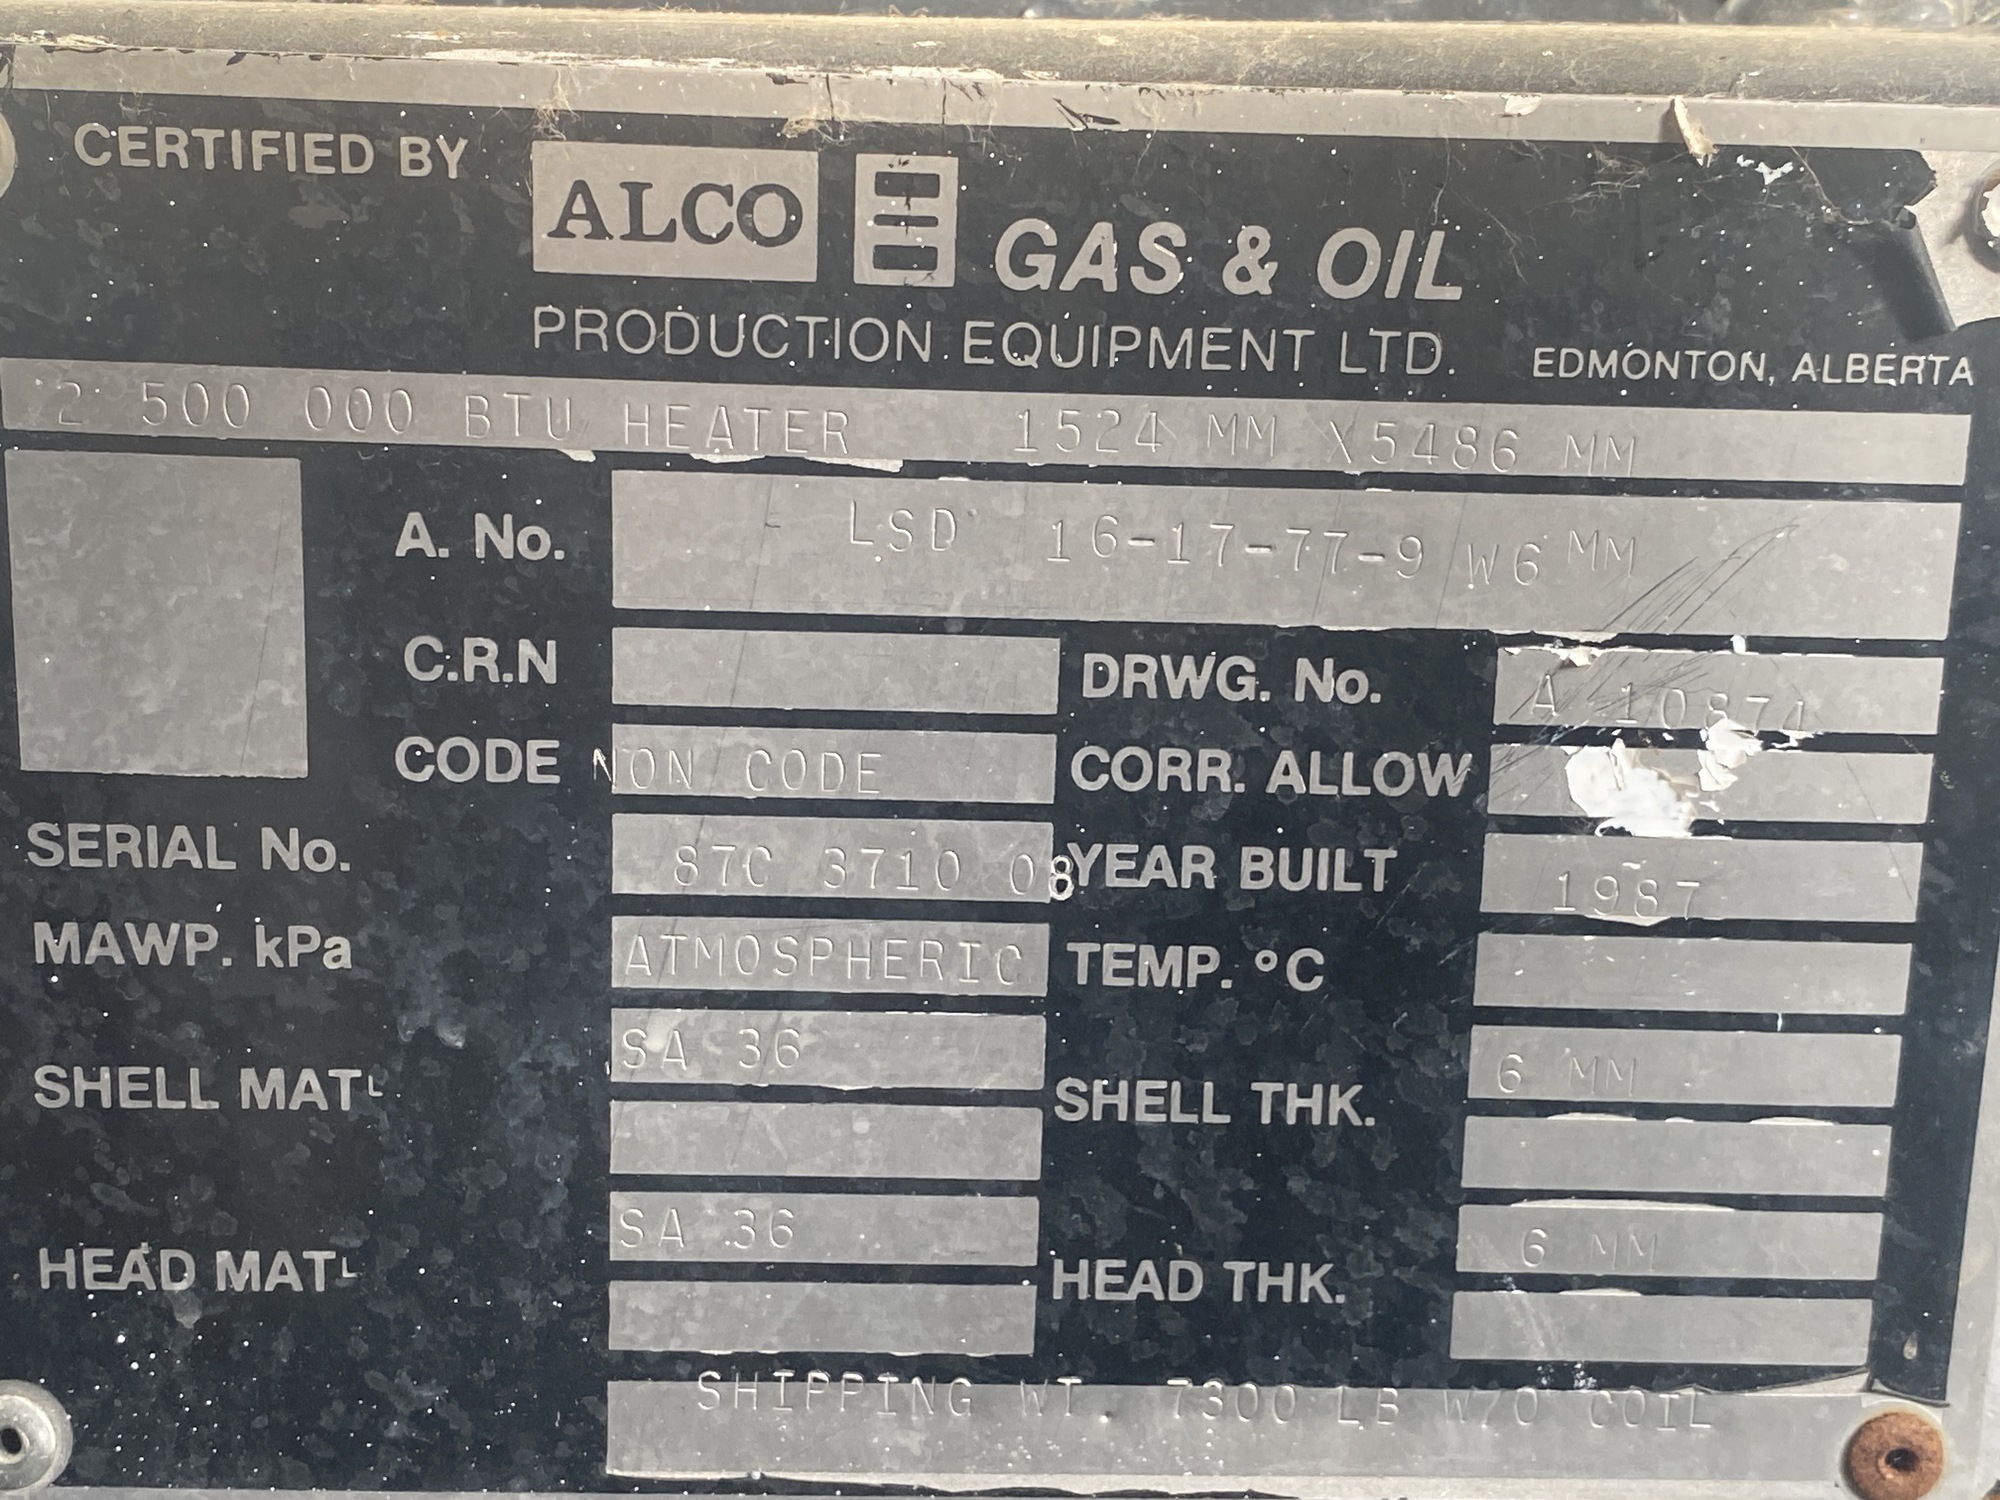 CERTIFIED BY ALCO GAS & OIL
PRODUCTION EQUIPMENT LTD. EDMONTON, ALBERTA
2 500 000 BTU HEATER 1524 MM X5486 MM
A. No. LSD 16-17-77-9 W6 MM
C.R.N DRWG. No. A 10874
CODE NON CODE CORR. ALLOW
SERIAL No. 87C 3710 08 YEAR BUILT 1987
MAWP. kPa ATMOSPHERIC TEMP. °C
SHELL MATL SA 36 SHELL THK. 6 MM
HEAD MATL SA 36 HEAD THK. 6 MM
SHIPPING WT. 7300 LB W/O COIL